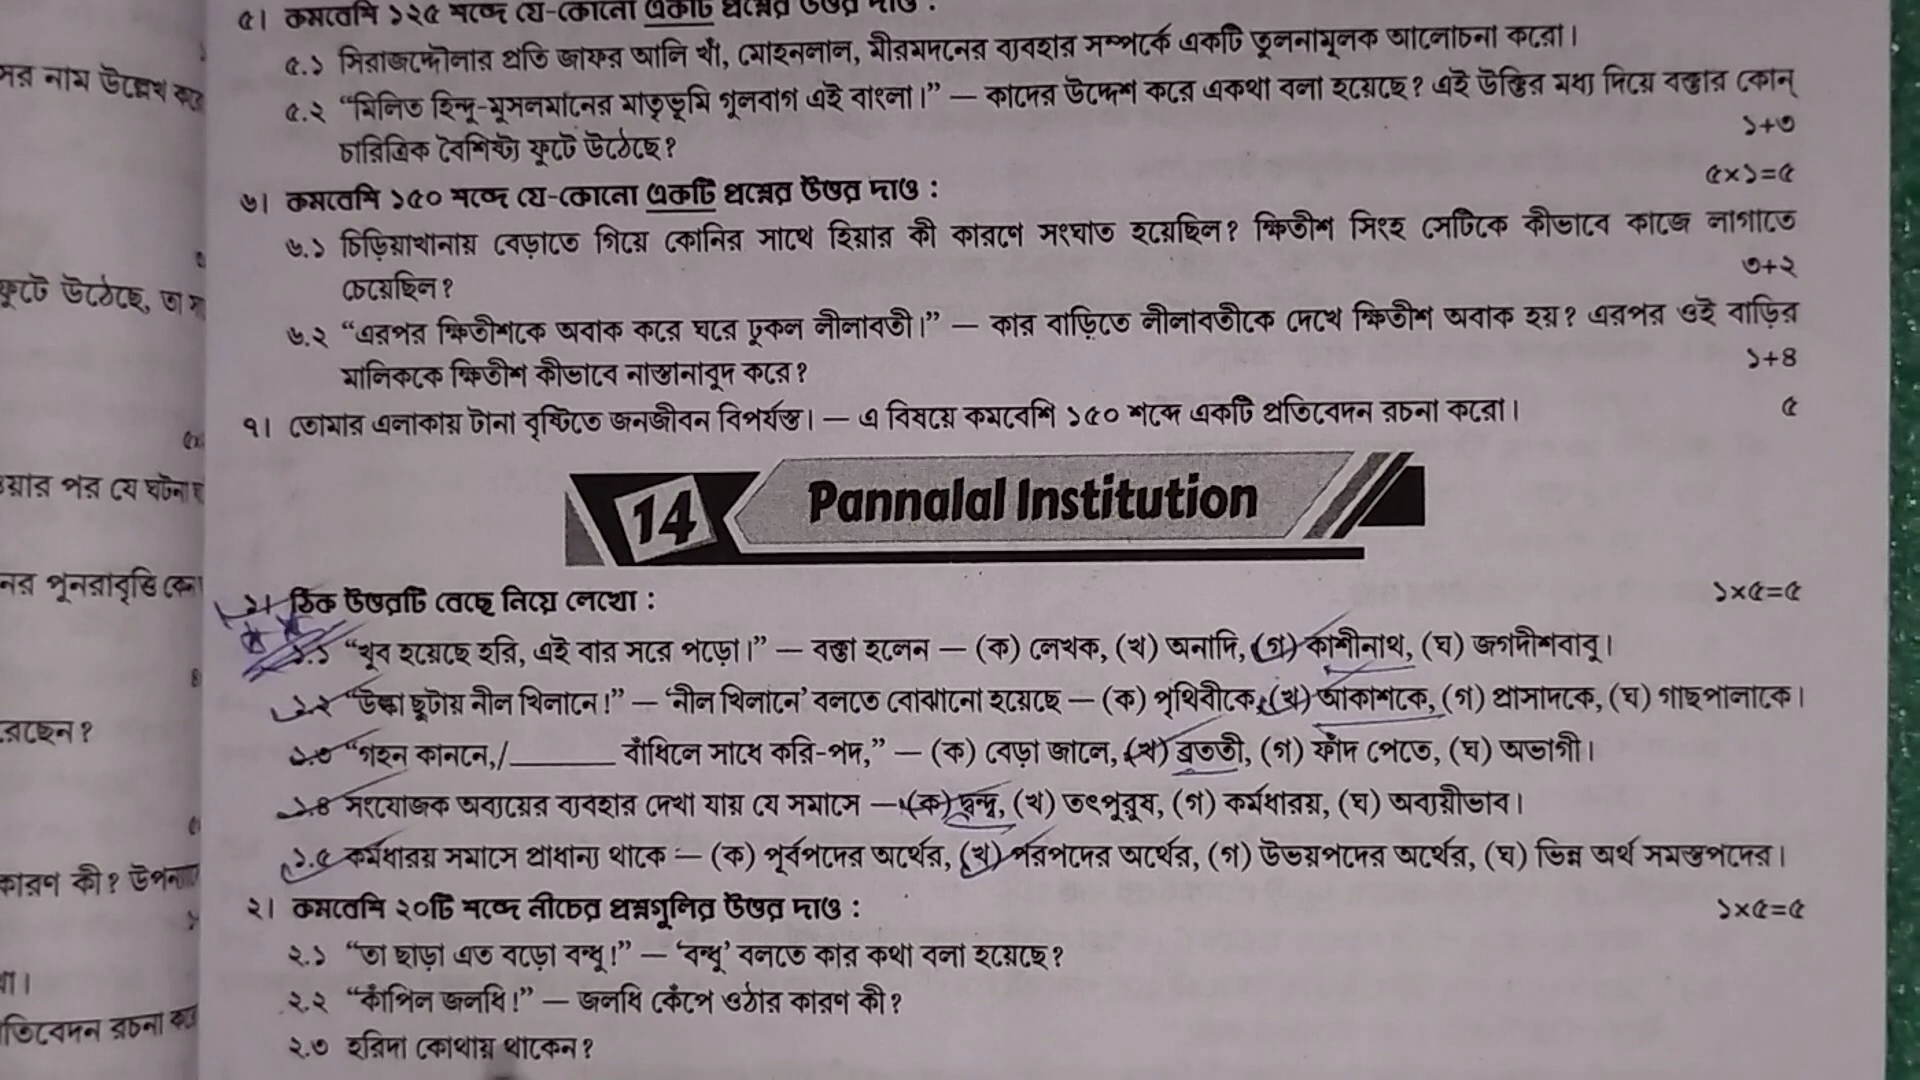 ৫। কমবেশি ১২৫ শব্দে যে-কোনো একটি প্রশ্নের উত্তর দাও :
৫.১ সিরাজদ্দৌলার প্রতি জাফর আলি খাঁ, মোহনলাল, মীরমদনের ব্যবহার সম্পর্কে একটি তুলনামূলক আলোচনা করো।
৫.২ “মিলিত হিন্দু-মুসলমানের মাতৃভূমি গুলবাগ এই বাংলা।” — কাদের উদ্দেশ করে একথা বলা হয়েছে? এই উক্তির মধ্য দিয়ে বক্তার কোন্
চারিত্রিক বৈশিষ্ট্য ফুটে উঠেছে? ১+৩
৬। কমবেশি ১৫০ শব্দে যে-কোনো একটি প্রশ্নের উত্তর দাও : ৫×১=৫
৬.১ চিড়িয়াখানায় বেড়াতে গিয়ে কোনির সাথে হিয়ার কী কারণে সংঘাত হয়েছিল? ক্ষিতীশ সিংহ সেটিকে কীভাবে কাজে লাগাতে
চেয়েছিল? ৩+২
৬.২ “এরপর ক্ষিতীশকে অবাক করে ঘরে ঢুকল লীলাবতী।” — কার বাড়িতে লীলাবতীকে দেখে ক্ষিতীশ অবাক হয়? এরপর ওই বাড়ির
মালিককে ক্ষিতীশ কীভাবে নাস্তানাবুদ করে? ১+৪
৭। তোমার এলাকায় টানা বৃষ্টিতে জনজীবন বিপর্যস্ত। — এ বিষয়ে কমবেশি ১৫০ শব্দে একটি প্রতিবেদন রচনা করো। ৫
14 Pannalal Institution
১। ঠিক উত্তরটি বেছে নিয়ে লেখো : ১×৫=৫
১.১ “খুব হয়েছে হরি, এই বার সরে পড়ো।” — বক্তা হলেন — (ক) লেখক, (খ) অনাদি, (গ) কাশীনাথ, (ঘ) জগদীশবাবু।
১.২ “উল্কা ছুটায় নীল খিলানে!” — ‘নীল খিলানে’ বলতে বোঝানো হয়েছে — (ক) পৃথিবীকে, (খ) আকাশকে, (গ) প্রাসাদকে, (ঘ) গাছপালাকে।
১.৩ “গহন কাননে,/________ বাঁধিলে সাধে করি-পদ,” — (ক) বেড়া জালে, (খ) ব্রততী, (গ) ফাঁদ পেতে, (ঘ) অভাগী।
১.৪ সংযোজক অব্যয়ের ব্যবহার দেখা যায় যে সমাসে — (ক) দ্বন্দ্ব, (খ) তৎপুরুষ, (গ) কর্মধারয়, (ঘ) অব্যয়ীভাব।
১.৫ কর্মধারয় সমাসে প্রাধান্য থাকে — (ক) পূর্বপদের অর্থের, (খ) পরপদের অর্থের, (গ) উভয়পদের অর্থের, (ঘ) ভিন্ন অর্থ সমস্তপদের।
২। কমবেশি ২০টি শব্দে নীচের প্রশ্নগুলির উত্তর দাও : ১×৫=৫
২.১ “তা ছাড়া এত বড়ো বন্ধু!” — ‘বন্ধু’ বলতে কার কথা বলা হয়েছে?
২.২ “কাঁপিল জলধি!” — জলধি কেঁপে ওঠার কারণ কী?
২.৩ হরিদা কোথায় থাকেন?
নাম উল্লেখ
ফুটে উঠেছে, তা
পর যে ঘটনা
পুনরাবৃত্তি
কারণ কী?
রচনা